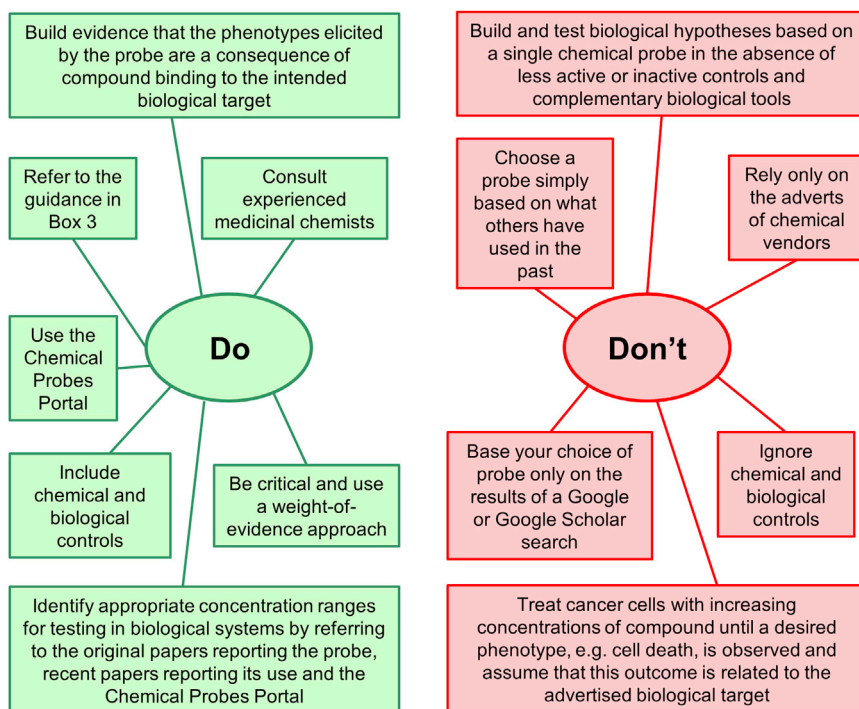 Build evidence that the phenotypes elicited
by the probe are a consequence of
compound binding to the intended
biological target
Refer to the
guidance in
Box 3
Consult
experienced
medicinal chemists
Do
Use the
Chemical
Probes
Portal
Include
chemical and
biological
controls
Be critical and use
a weight-of-
evidence approach
Identify appropriate concentration ranges
for testing in biological systems by referring
to the original papers reporting the probe,
recent papers reporting its use and the
Chemical Probes Portal
Build and test biological hypotheses based on
a single chemical probe in the absence of
less active or inactive controls and
complementary biological tools
Choose a
probe simply
based on what
others have
used in the
past
Rely only on
the adverts
of chemical
vendors
Don't
Base your choice of
probe only on the
results of a Google
or Google Scholar
search
Ignore
chemical and
biological
controls
Treat cancer cells with increasing
concentrations of compound until a desired
phenotype, e.g. cell death, is observed and
assume that this outcome is related to the
advertised biological target